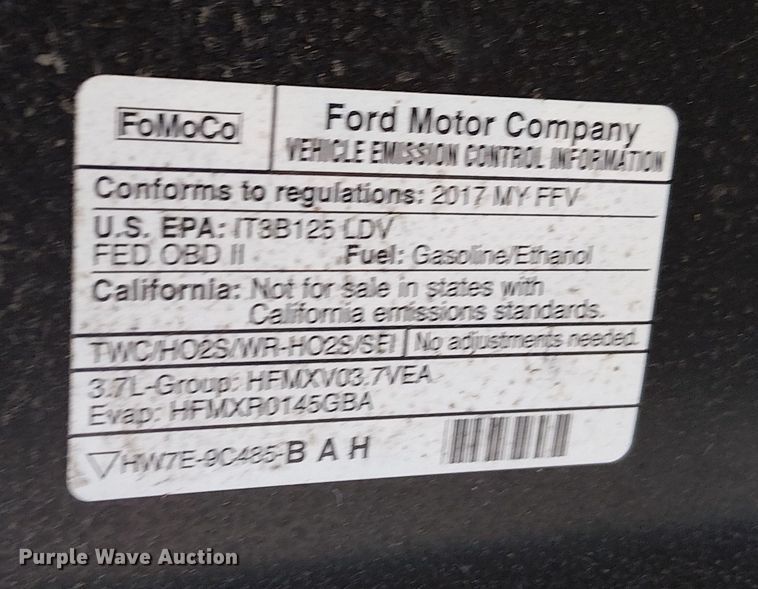 FoMoCo
Ford Motor Company
VEHICLE EMISSION CONTROL INFORMATION
Conforms to regulations: 2017 MY FFV
U.S. EPA: IT3B125 LDV
FED OBD II Fuel: Gasoline/Ethanol
California: Not for sale in states with
California emissions standards.
TWC/HO2S/WR-HO2S/SEI No adjustments needed.
3.7L-Group: HFMXV03.7VEA
Evap: HFMXR0145GBA
HW7E-9C485-B A H
Purple Wave Auction